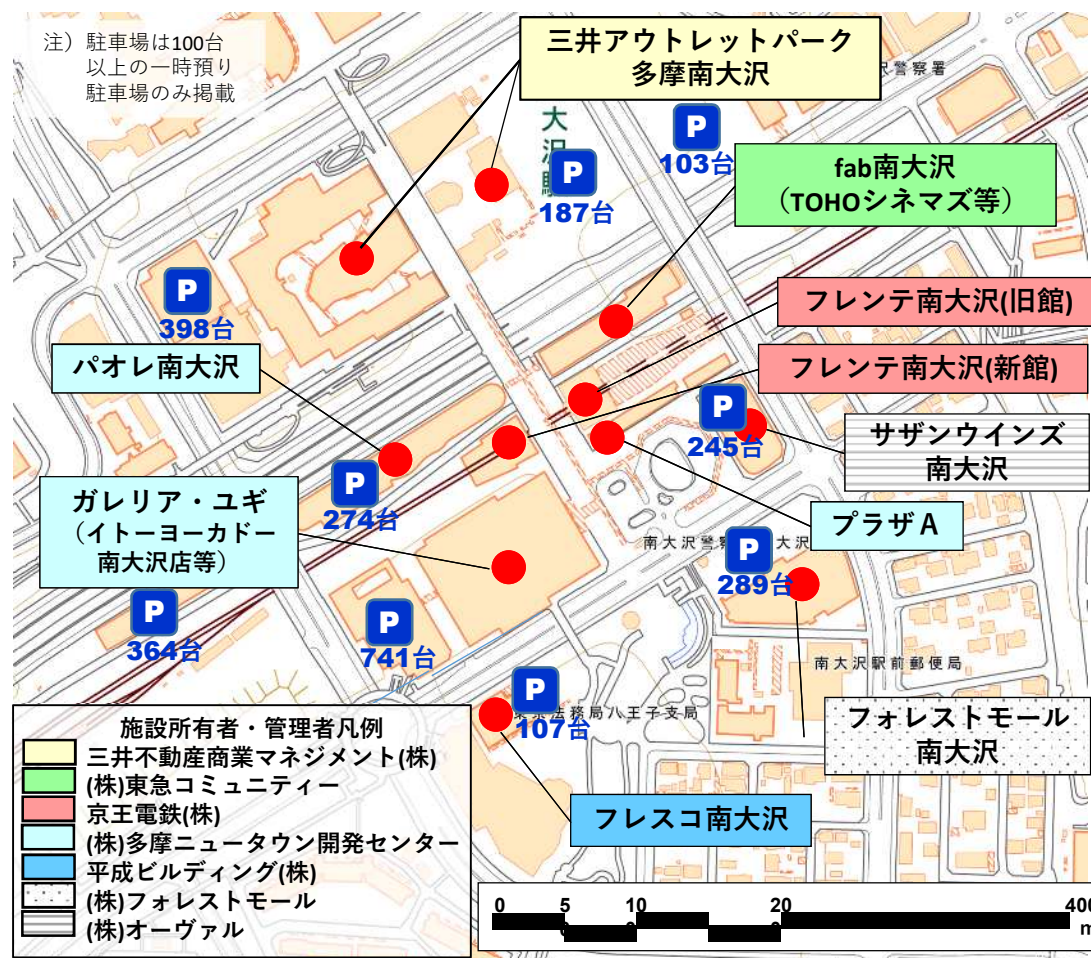 注）駐車場は100台
以上の一時預り
駐車場のみ掲載
三井アウトレットパーク
多摩南大沢
沢警察署
P
103台
P
187台
fab南大沢
（TOHOシネマズ等）
P
398台
フレンテ南大沢(旧館)
パオレ南大沢
フレンテ南大沢(新館)
P
245台
サザンウインズ
南大沢
P
274台
ガレリア・ユギ
（イトーヨーカドー
南大沢店等）
プラザＡ
南大沢警察
P
289台
P
364台
P
741台
南大沢駅前郵便局
P
107台
法務局八王子支局
フォレストモール
南大沢
フレスコ南大沢
施設所有者・管理者凡例
三井不動産商業マネジメント(株)
(株)東急コミュニティー
京王電鉄(株)
(株)多摩ニュータウン開発センター
平成ビルディング(株)
(株)フォレストモール
(株)オーヴァル
0 5 10 20 400
m